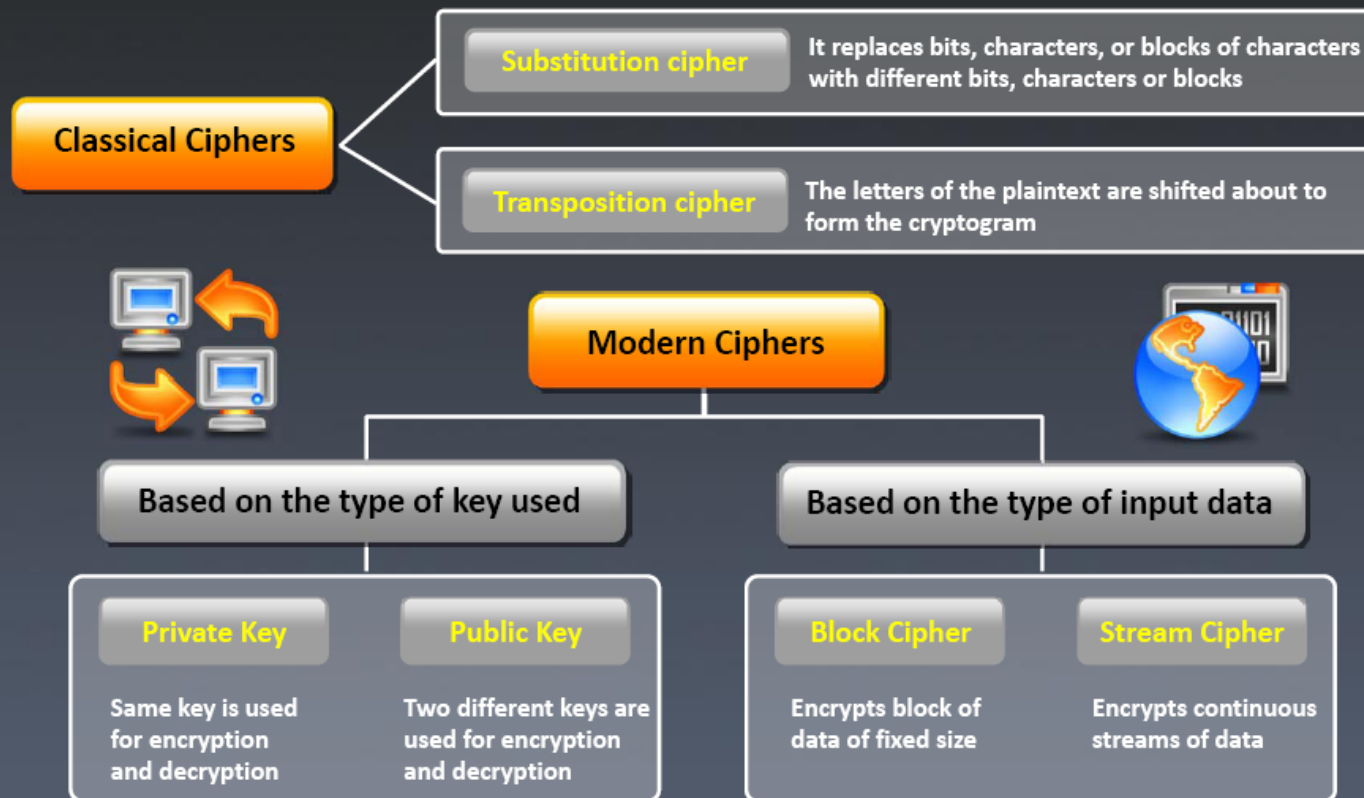 Classical Ciphers
Substitution cipher
It replaces bits, characters, or blocks of characters
with different bits, characters or blocks
Transposition cipher
The letters of the plaintext are shifted about to
form the cryptogram
Modern Ciphers
01101
Based on the type of key used
Based on the type of input data
Private Key
Same key is used
for encryption
and decryption
Public Key
Two different keys are
used for encryption
and decryption
Block Cipher
Encrypts block of
data of fixed size
Stream Cipher
Encrypts continuous
streams of data